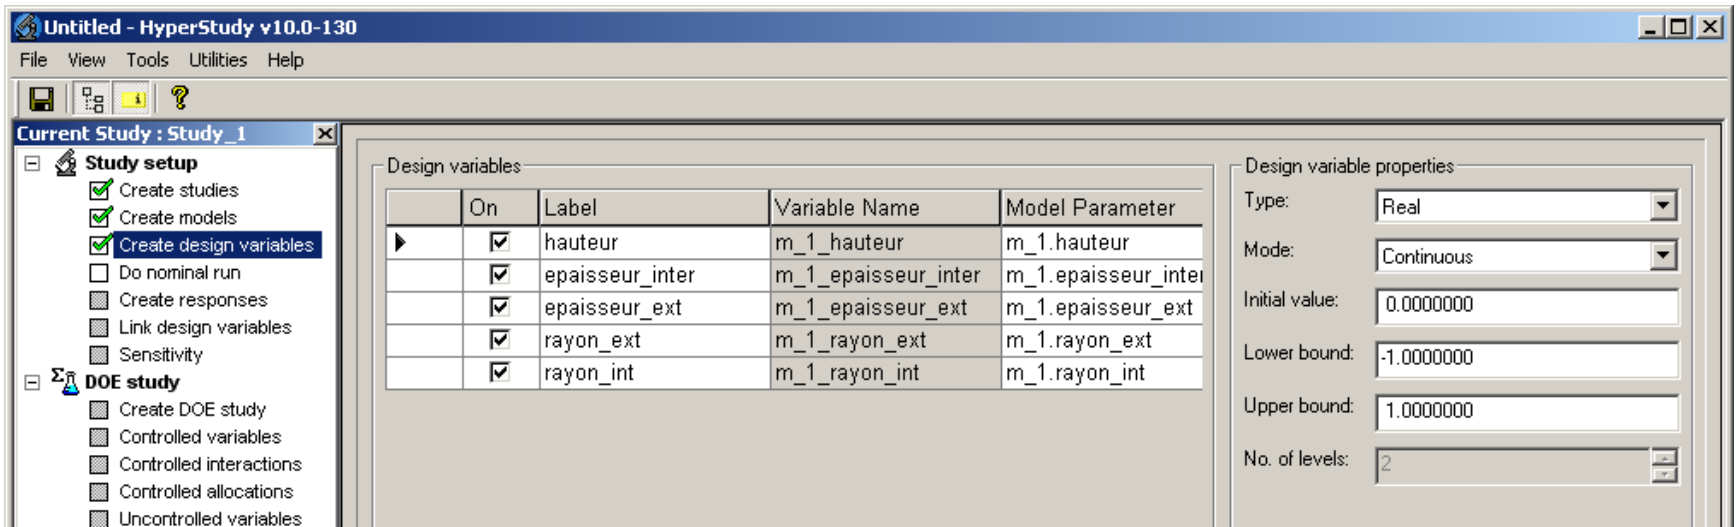 Untitled - HyperStudy v10.0-130
File View Tools Utilities Help
Current Study : Study_1
Study setup
Create studies
Create models
Create design variables
Do nominal run
Create responses
Link design variables
Sensitivity
DOE study
Create DOE study
Controlled variables
Controlled interactions
Controlled allocations
Uncontrolled variables
Design variables
On Label Variable Name Model Parameter
hauteur m_1_hauteur m_1.hauteur
epaisseur_inter m_1_epaisseur_inter m_1.epaisseur_inter
epaisseur_ext m_1_epaisseur_ext m_1.epaisseur_ext
rayon_ext m_1_rayon_ext m_1.rayon_ext
rayon_int m_1_rayon_int m_1.rayon_int
Design variable properties
Type: Real
Mode: Continuous
Initial value: 0.0000000
Lower bound: -1.0000000
Upper bound: 1.0000000
No. of levels: 2